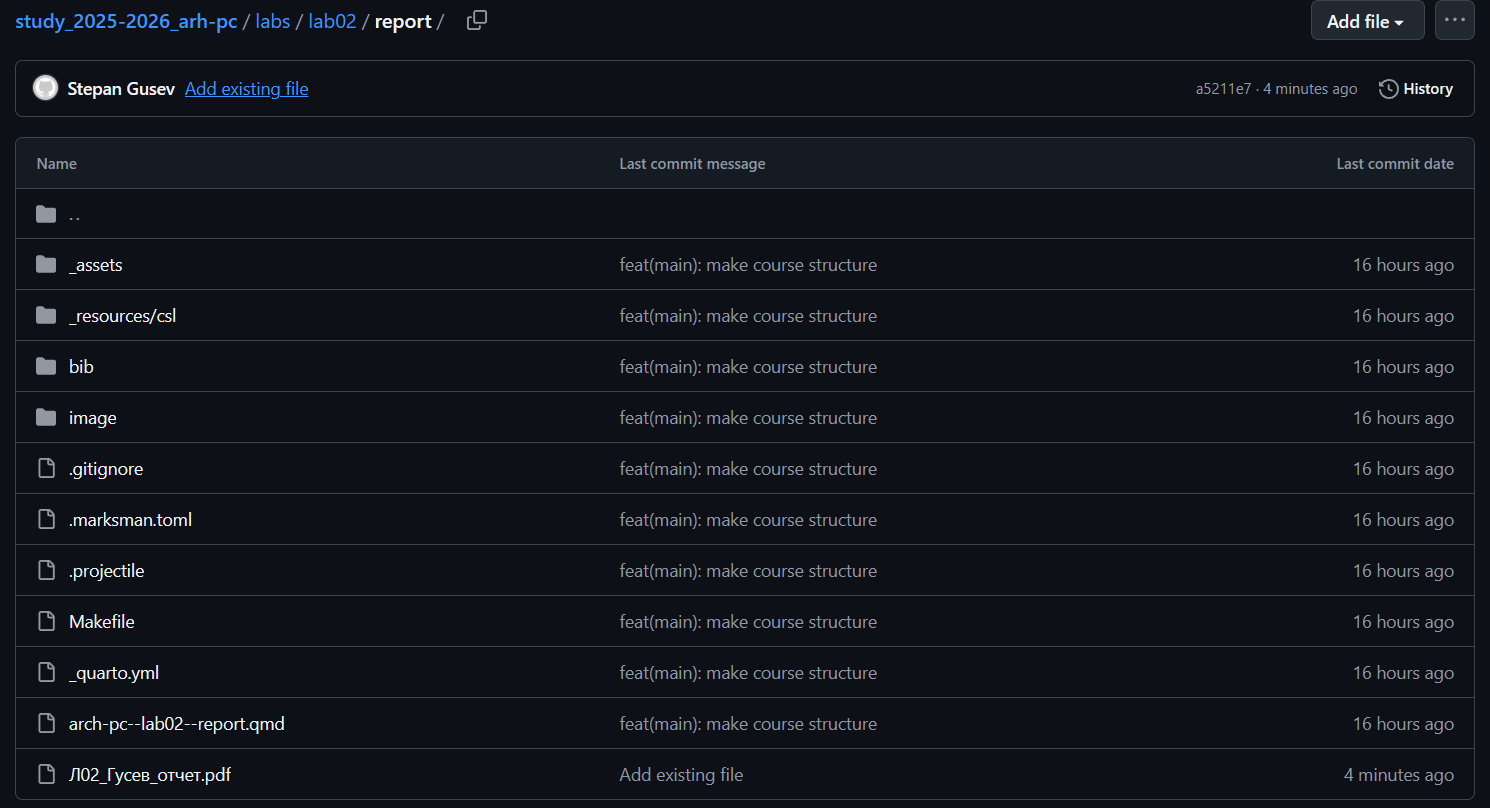 study_2025-2026_arh-pc / labs / lab02 / report /
Add file
Stepan Gusev Add existing file
a5211e7 · 4 minutes ago
History
Name Last commit message Last commit date
..
_assets feat(main): make course structure 16 hours ago
_resources/csl feat(main): make course structure 16 hours ago
bib feat(main): make course structure 16 hours ago
image feat(main): make course structure 16 hours ago
.gitignore feat(main): make course structure 16 hours ago
.marksman.toml feat(main): make course structure 16 hours ago
.projectile feat(main): make course structure 16 hours ago
Makefile feat(main): make course structure 16 hours ago
_quarto.yml feat(main): make course structure 16 hours ago
arch-pc--lab02--report.qmd feat(main): make course structure 16 hours ago
Л02_Гусев_отчет.pdf Add existing file 4 minutes ago